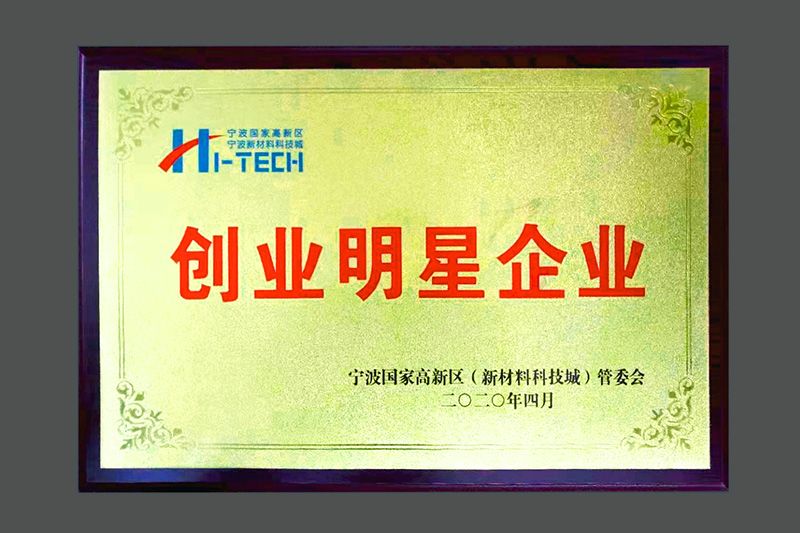 宁波国家高新区
宁波新材料科技城
HI-TECH
创业明星企业
宁波国家高新区（新材料科技城）管委会
二〇二〇年四月